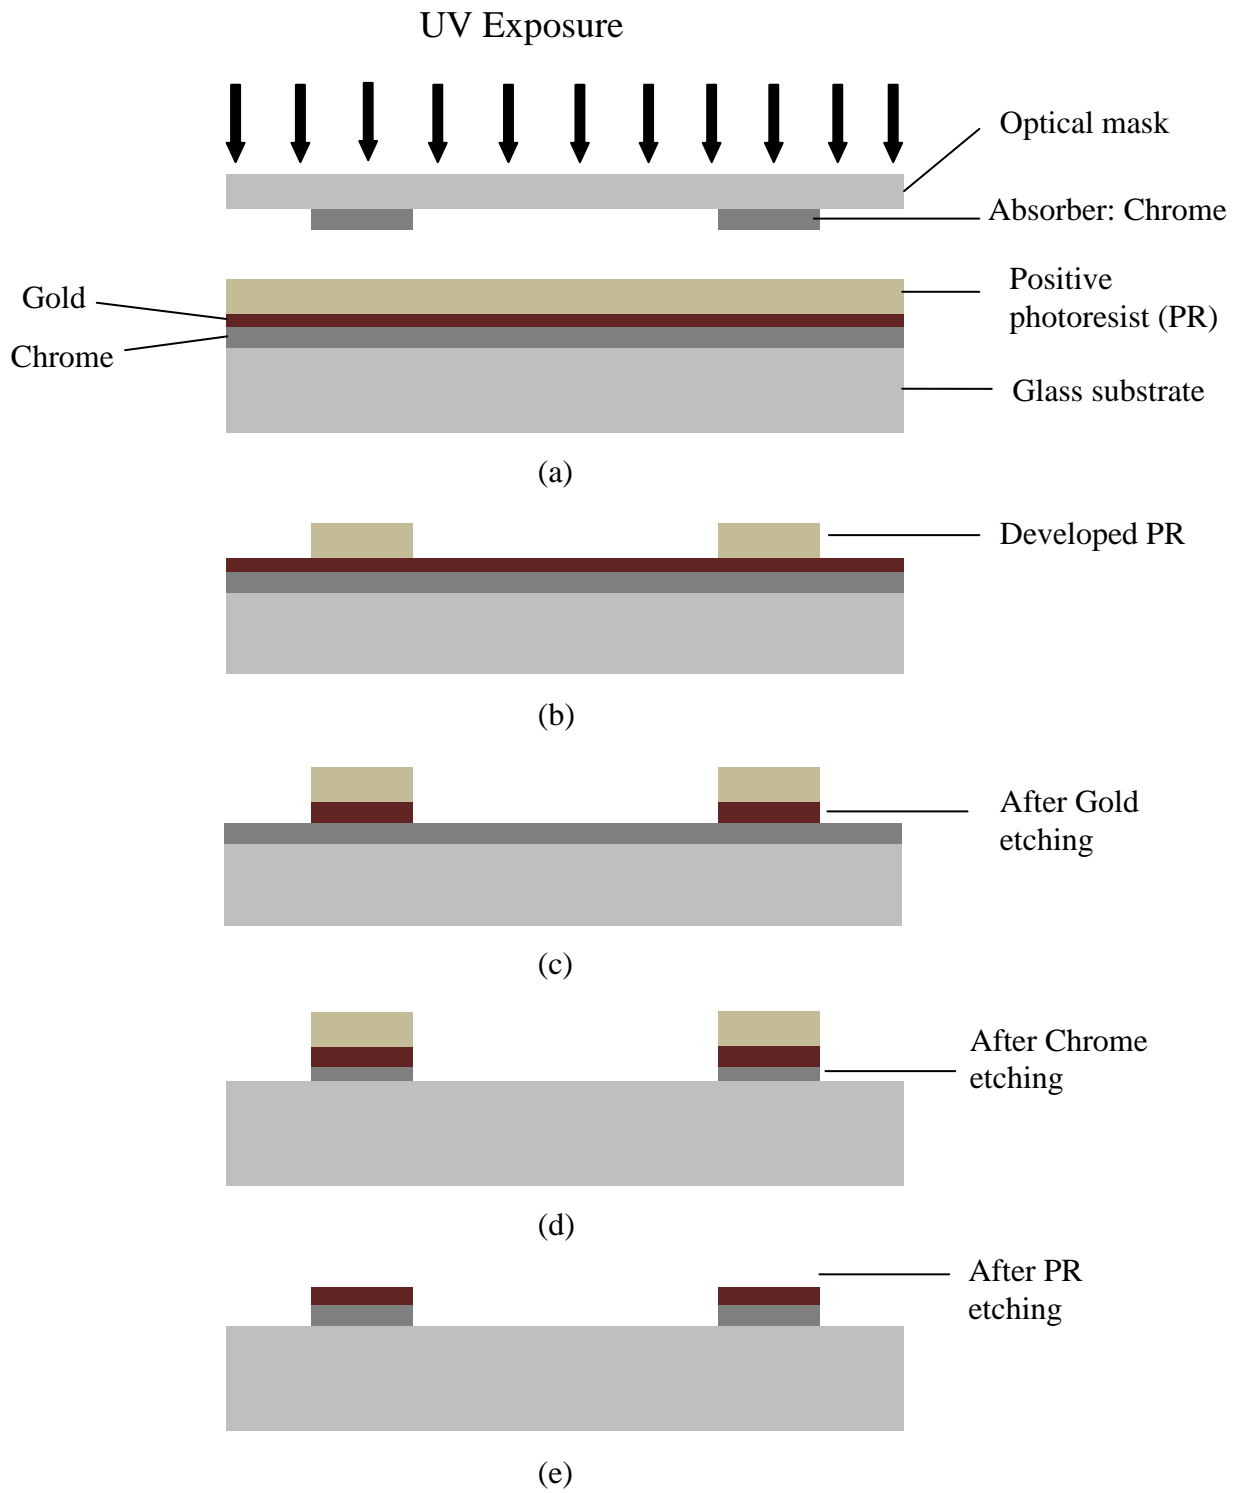 UV Exposure
Optical mask
Absorber: Chrome
Gold
Positive
photoresist (PR)
Chrome
Glass substrate
(a)
Developed PR
(b)
After Gold
etching
(c)
After Chrome
etching
(d)
After PR
etching
(e)